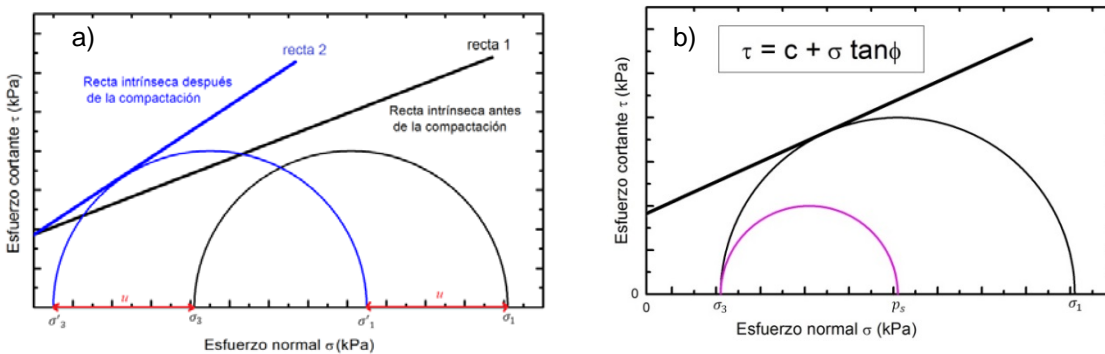 a)
recta 2
recta 1
Recta intrínseca después
de la compactación
Recta intrínseca antes
de la compactación
Esfuerzo cortante τ (kPa)
u
u
σ'₃
σ₃
σ'₁
σ₁
Esfuerzo normal σ (kPa)
b)
τ = c + σ tanϕ
Esfuerzo cortante τ (kPa)
0
0
σ₃
pₛ
σ₁
Esfuerzo normal σ (kPa)